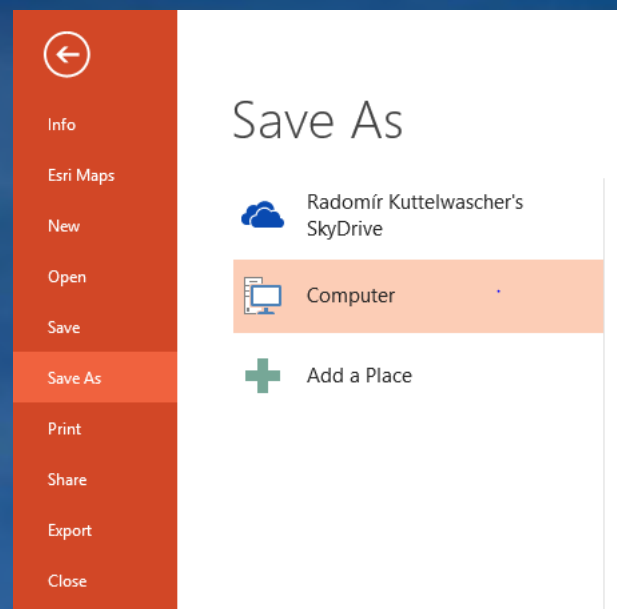 Info
Esri Maps
New
Open
Save
Save As
Print
Share
Export
Close
Save As
Radomír Kuttelwascher's
SkyDrive
Computer
Add a Place